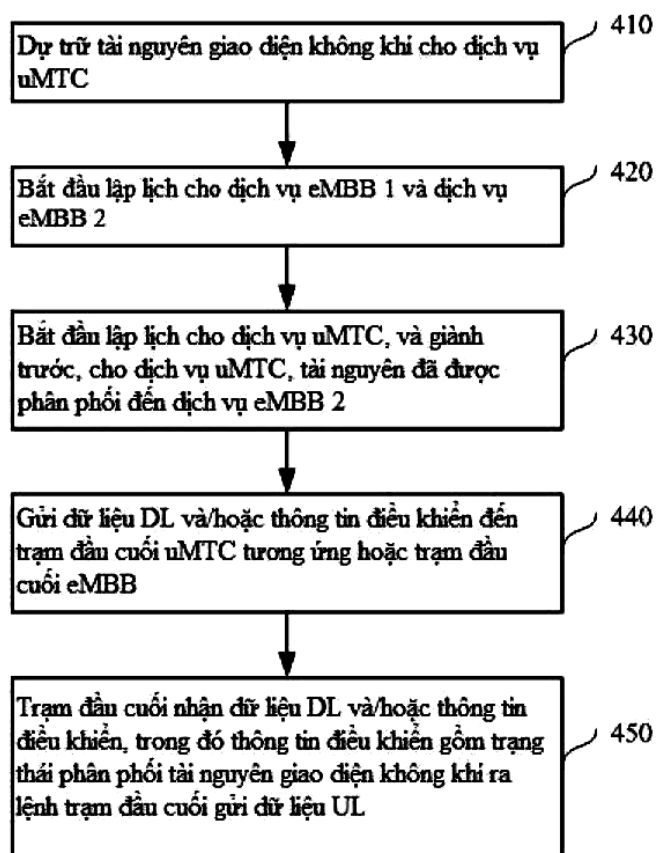 410
Dự trữ tài nguyên giao diện không khí cho dịch vụ
uMTC
420
Bắt đầu lập lịch cho dịch vụ eMBB 1 và dịch vụ
eMBB 2
430
Bắt đầu lập lịch cho dịch vụ uMTC, và giành
trước, cho dịch vụ uMTC, tài nguyên đã được
phân phối đến dịch vụ eMBB 2
440
Gửi dữ liệu DL và/hoặc thông tin điều khiển đến
trạm đầu cuối uMTC tương ứng hoặc trạm đầu
cuối eMBB
450
Trạm đầu cuối nhận dữ liệu DL và/hoặc thông tin
điều khiển, trong đó thông tin điều khiển gồm trạng
thái phân phối tài nguyên giao diện không khí ra
lệnh trạm đầu cuối gửi dữ liệu UL